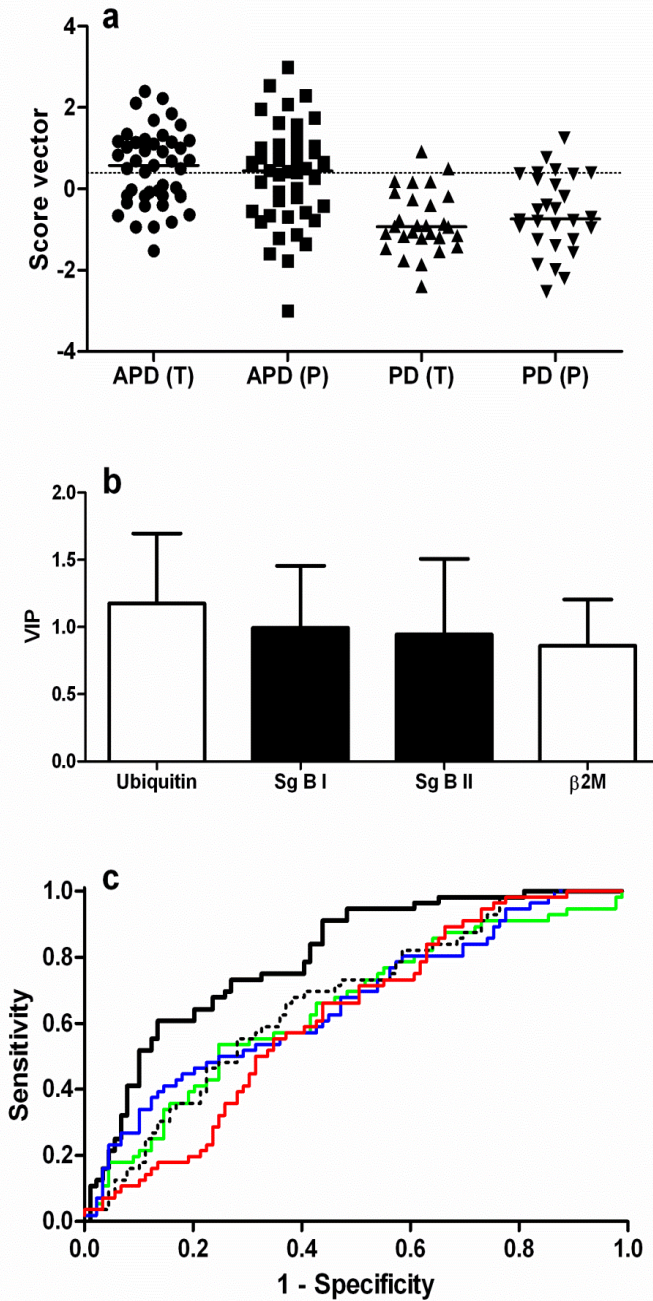 a
Score vector
4
2
0
-2
-4
APD (T) APD (P) PD (T) PD (P)
b
VIP
2.0
1.5
1.0
0.5
0.0
Ubiquitin Sg B I Sg B II β2M
c
Sensitivity
1.0
0.8
0.6
0.4
0.2
0.0
0.0 0.2 0.4 0.6 0.8 1.0
1 - Specificity